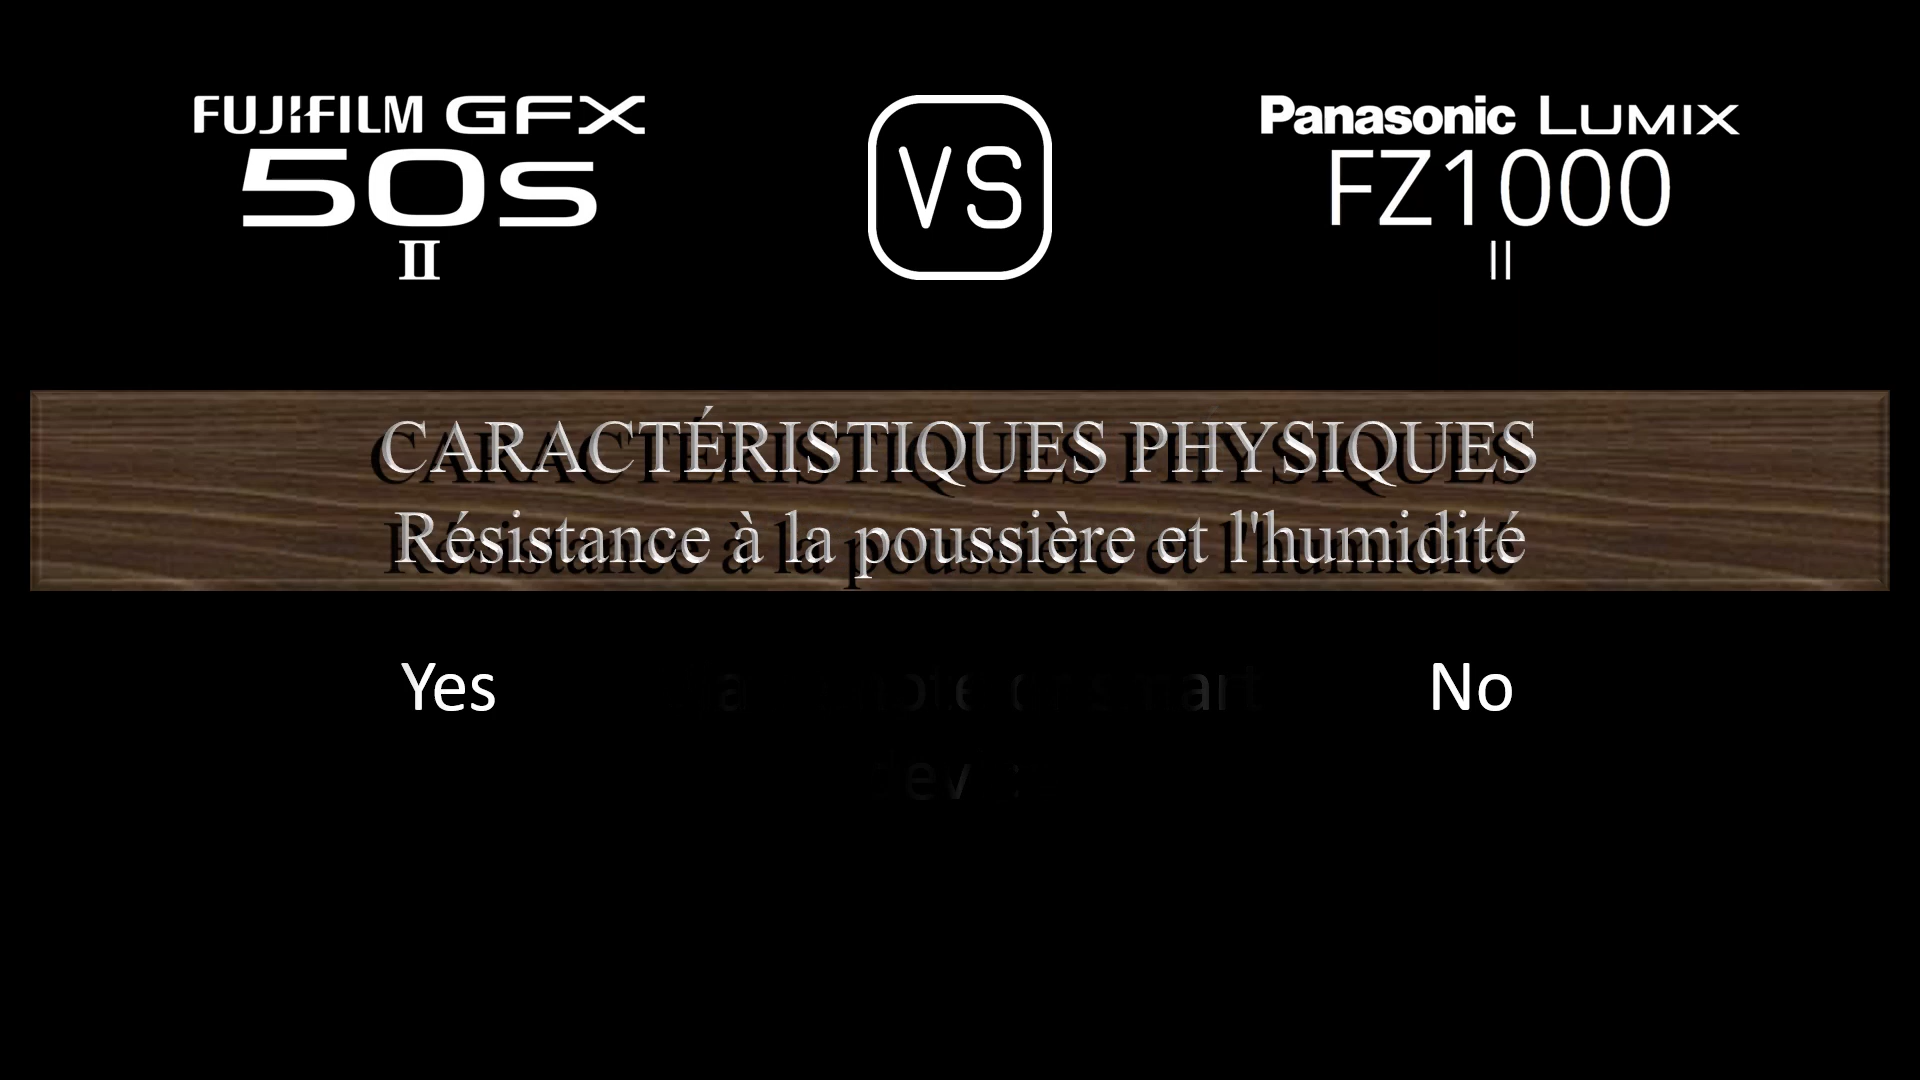 FUJIFILM GFX
50S
II
VS
Panasonic LUMIX
FZ1000
II
CARACTÉRISTIQUES PHYSIQUES
Résistance à la poussière et l'humidité
Yes
No